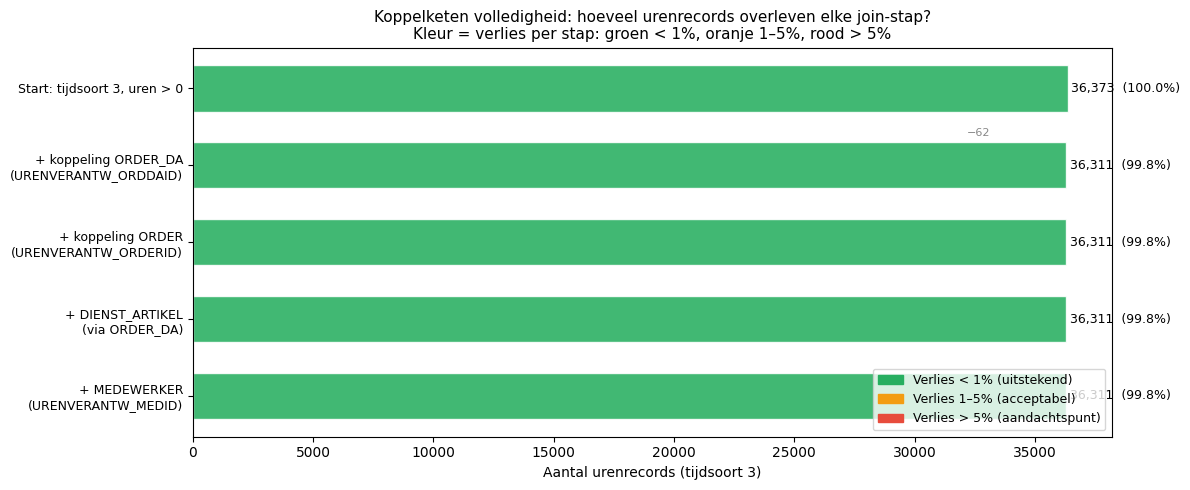 Koppelketen volledigheid: hoeveel urenrecords overleven elke join-stap?
Kleur = verlies per stap: groen < 1%, oranje 1–5%, rood > 5%
Start: tijdsoort 3, uren > 0
36,373 (100.0%)
−62
+ koppeling ORDER_DA
(URENVERANTW_ORDDAID)
36,311 (99.8%)
+ koppeling ORDER
(URENVERANTW_ORDERID)
36,311 (99.8%)
+ DIENST_ARTIKEL
(via ORDER_DA)
36,311 (99.8%)
+ MEDEWERKER
(URENVERANTW_MEDID)
36,311 (99.8%)
Verlies < 1% (uitstekend)
Verlies 1–5% (acceptabel)
Verlies > 5% (aandachtspunt)
0 5000 10000 15000 20000 25000 30000 35000
Aantal urenrecords (tijdsoort 3)